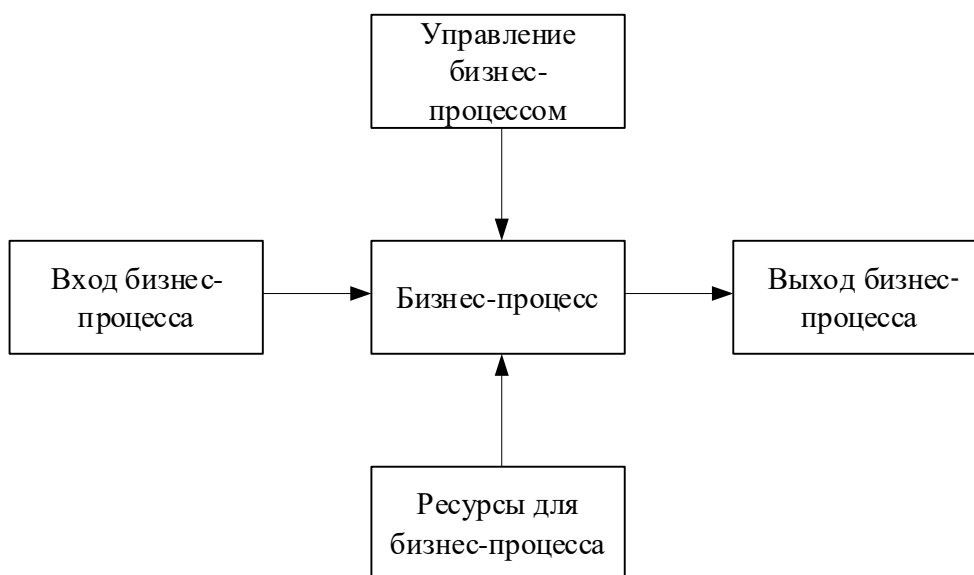 Управление
бизнес-
процессом
Вход бизнес-
процесса
Бизнес-процесс
Выход бизнес-
процесса
Ресурсы для
бизнес-процесса